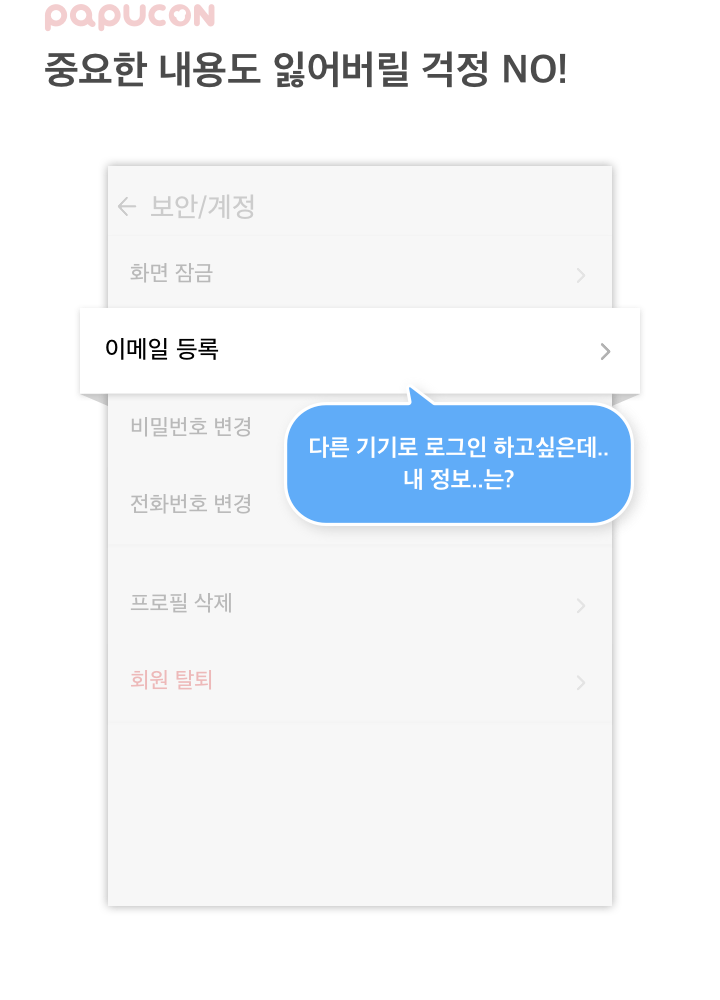 papucon
중요한 내용도 잃어버릴 걱정 NO!
보안/계정
화면 잠금
이메일 등록
비밀번호 변경
다른 기기로 로그인 하고싶은데..
내 정보..는?
전화번호 변경
프로필 삭제
회원 탈퇴